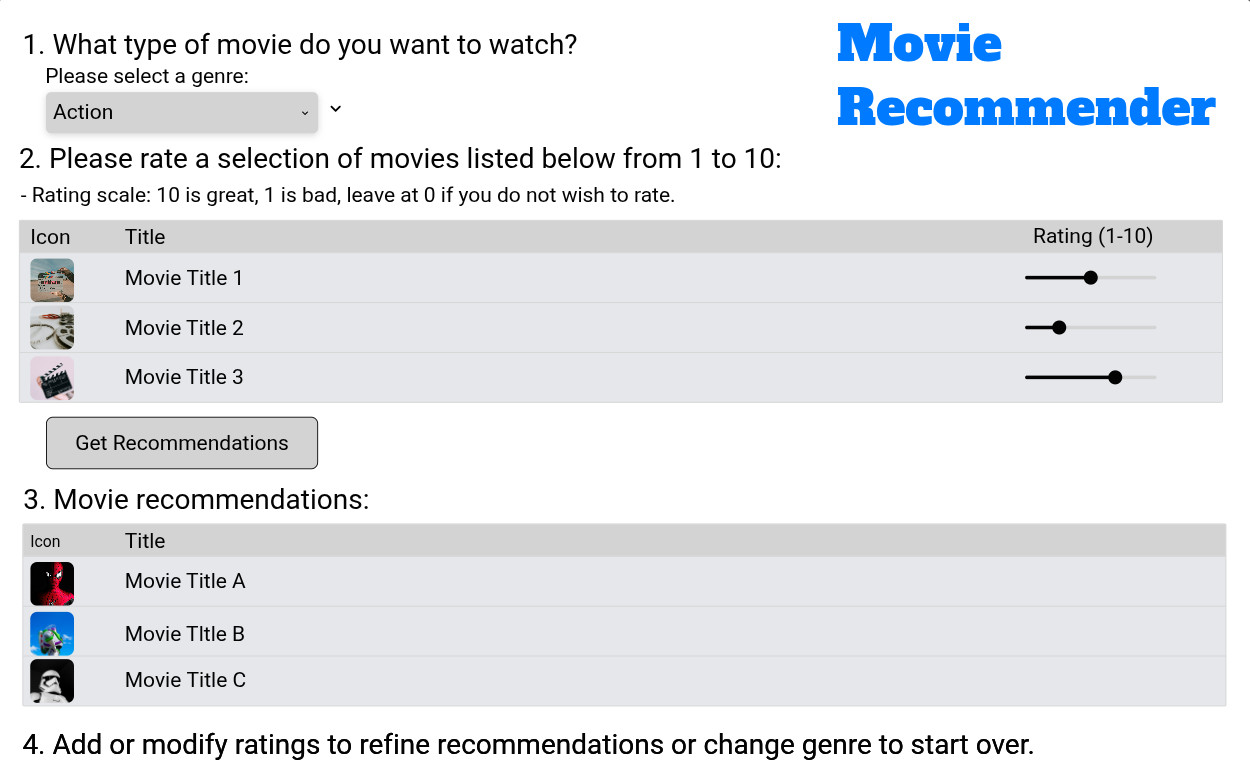 1. What type of movie do you want to watch?
Movie
Please select a genre:
Action
Recommender
2. Please rate a selection of movies listed below from 1 to 10:
- Rating scale: 10 is great, 1 is bad, leave at 0 if you do not wish to rate.
Icon Title Rating (1-10)
Movie Title 1
Movie Title 2
Movie Title 3
Get Recommendations
3. Movie recommendations:
Icon Title
Movie Title A
Movie TItle B
Movie Title C
4. Add or modify ratings to refine recommendations or change genre to start over.